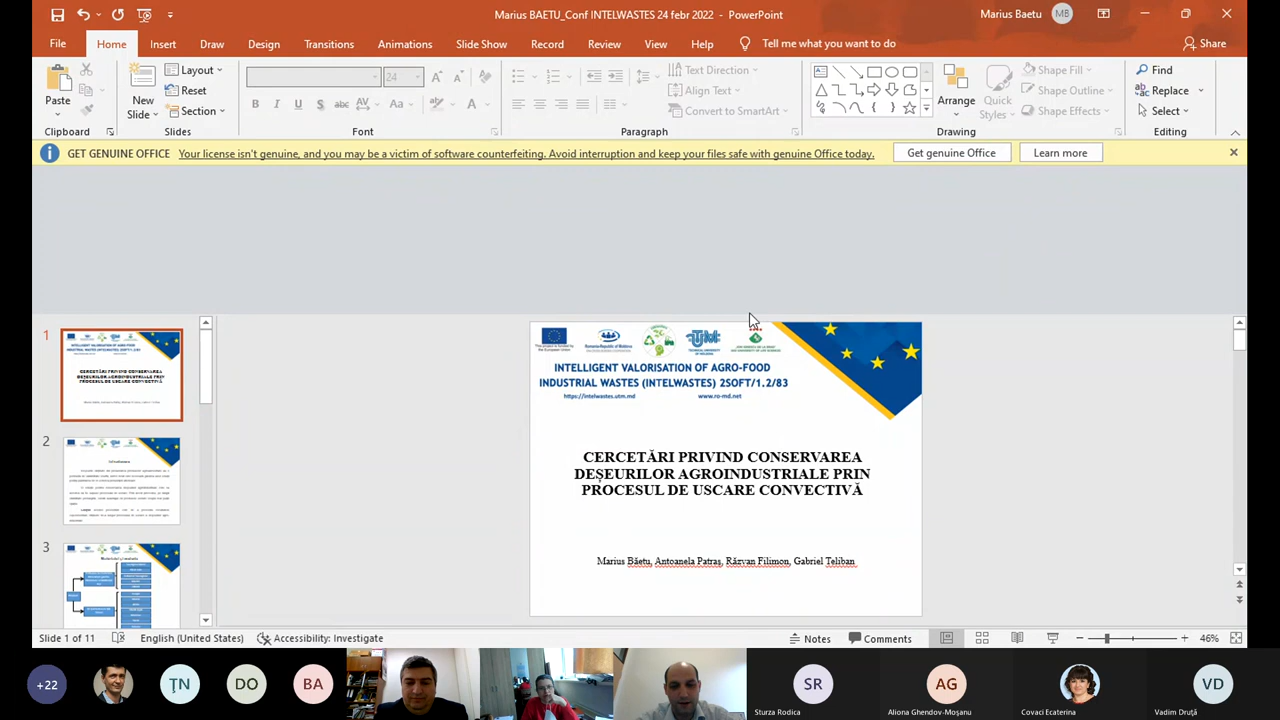 Marius BAETU_Conf INTELWASTES 24 febr 2022 - PowerPoint
Marius Baetu MB
File Home Insert Draw Design Transitions Animations Slide Show Record Review View Help Tell me what you want to do Share
Paste
New Slide
Layout
Reset
Section
24
Text Direction
Align Text
Convert to SmartArt
Arrange
Quick Styles
Shape Fill
Shape Outline
Shape Effects
Find
Replace
Select
Clipboard Slides Font Paragraph Drawing Editing
GET GENUINE OFFICE Your license isn't genuine, and you may be a victim of software counterfeiting. Avoid interruption and keep your files safe with genuine Office today. Get genuine Office Learn more
1
2
3
INTELLIGENT VALORISATION OF AGRO-FOOD
INDUSTRIAL WASTES (INTELWASTES) 2SOFT/1.2/83
https://intelwastes.utm.md www.ro-md.net
CERCETĂRI PRIVIND CONSERVAREA
DEȘEURILOR AGROINDUSTRIALE PRIN
PROCESUL DE USCARE CONVECTIVĂ
Marius Băetu, Antoanela Patraș, Răzvan Filimon, Gabriel Teliban
Slide 1 of 11 English (United States) Accessibility: Investigate Notes Comments 46%
+22 ŢN DO BA SR AG VD
Sturza Rodica Aliona Ghendov-Moșanu Covaci Ecaterina Vadim Druță